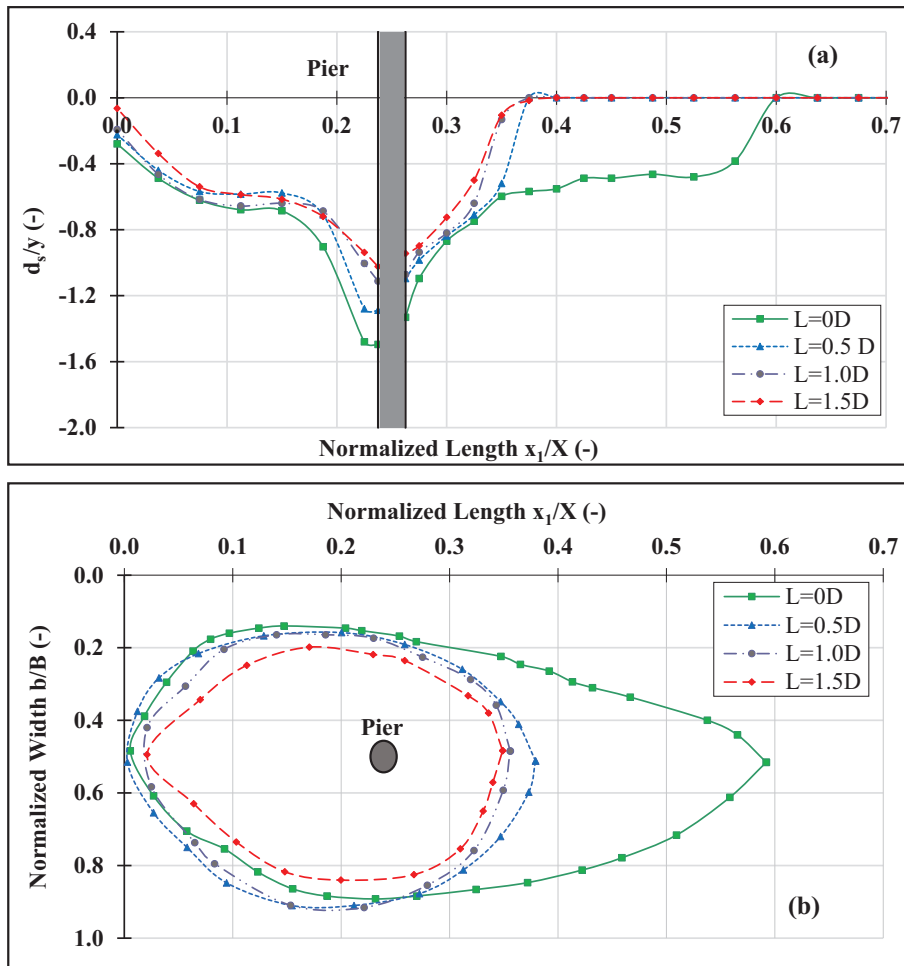 0.4
(a)
Pier
0.0
0.0 0.1 0.2 0.3 0.4 0.5 0.6 0.7
-0.4
-0.8
-1.2
-1.6
-2.0
d_s/y (-)
L=0D
L=0.5 D
L=1.0D
L=1.5D
Normalized Length x₁/X (-)
Normalized Length x₁/X (-)
0.0 0.1 0.2 0.3 0.4 0.5 0.6 0.7
0.0
0.2
0.4
0.6
0.8
1.0
Normalized Width b/B (-)
L=0D
L=0.5D
L=1.0D
L=1.5D
Pier
(b)